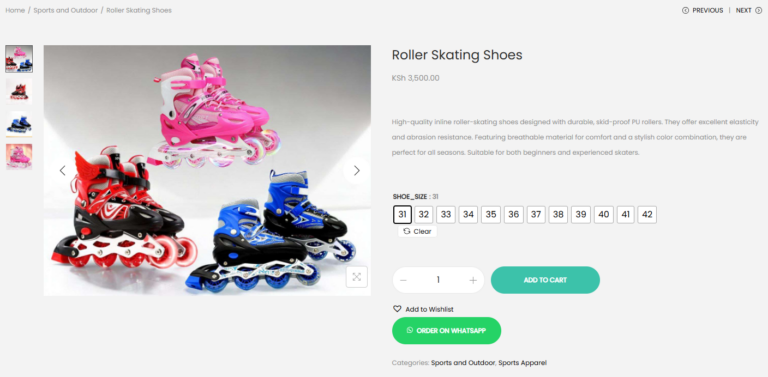 Home / Sports and Outdoor / Roller Skating Shoes
PREVIOUS | NEXT
Roller Skating Shoes
KSh 3,500.00
High-quality inline roller-skating shoes designed with durable, skid-proof PU rollers. They offer excellent elasticity
and abrasion resistance. Featuring breathable material for comfort and a stylish color combination, they are
perfect for all seasons. Suitable for both beginners and experienced skaters.
SHOE_SIZE : 31
31 32 33 34 35 36 37 38 39 40 41 42
Clear
1
ADD TO CART
Add to Wishlist
ORDER ON WHATSAPP
Categories: Sports and Outdoor, Sports Apparel